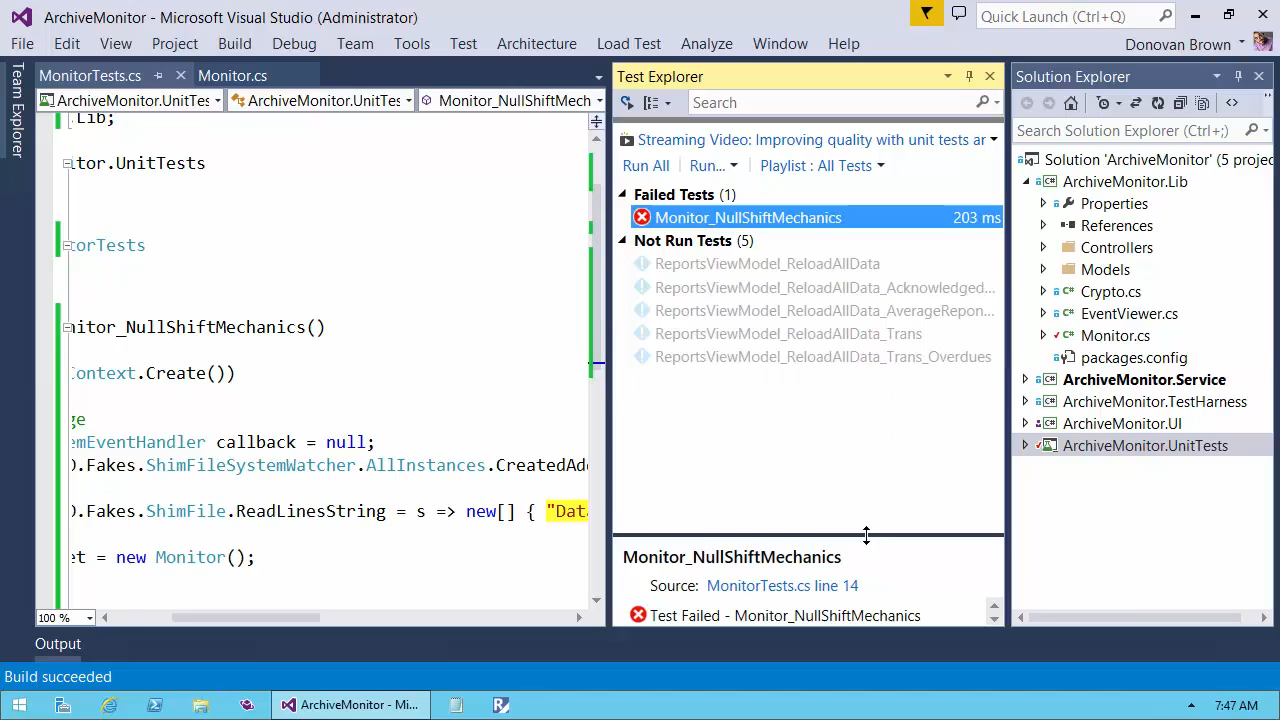 ArchiveMonitor - Microsoft Visual Studio (Administrator)
Quick Launch (Ctrl+Q)
File Edit View Project Build Debug Team Tools Test Architecture Load Test Analyze Window Help
Donovan Brown
Team Explorer
MonitorTests.cs Monitor.cs
ArchiveMonitor.UnitTes ArchiveMonitor.UnitTes Monitor_NullShiftMech
.Lib;
tor.UnitTests
torTests
nitor_NullShiftMechanics()
Context.Create())
ge
emEventHandler callback = null;
O.Fakes.ShimFileSystemWatcher.AllInstances.CreatedAdd
O.Fakes.ShimFile.ReadLinesString = s => new[] { "Data
et = new Monitor();
100 %
Test Explorer
Search
Streaming Video: Improving quality with unit tests ar
Run All Run... Playlist : All Tests
Failed Tests (1)
Monitor_NullShiftMechanics 203 ms
Not Run Tests (5)
ReportsViewModel_ReloadAllData
ReportsViewModel_ReloadAllData_Acknowledged...
ReportsViewModel_ReloadAllData_AverageRepon...
ReportsViewModel_ReloadAllData_Trans
ReportsViewModel_ReloadAllData_Trans_Overdues
Monitor_NullShiftMechanics
Source: MonitorTests.cs line 14
Test Failed - Monitor_NullShiftMechanics
Solution Explorer
Search Solution Explorer (Ctrl+;)
Solution 'ArchiveMonitor' (5 projec
ArchiveMonitor.Lib
Properties
References
Controllers
Models
Crypto.cs
EventViewer.cs
Monitor.cs
packages.config
ArchiveMonitor.Service
ArchiveMonitor.TestHarness
ArchiveMonitor.UI
ArchiveMonitor.UnitTests
Output
Build succeeded
ArchiveMonitor - Mi...
7:47 AM